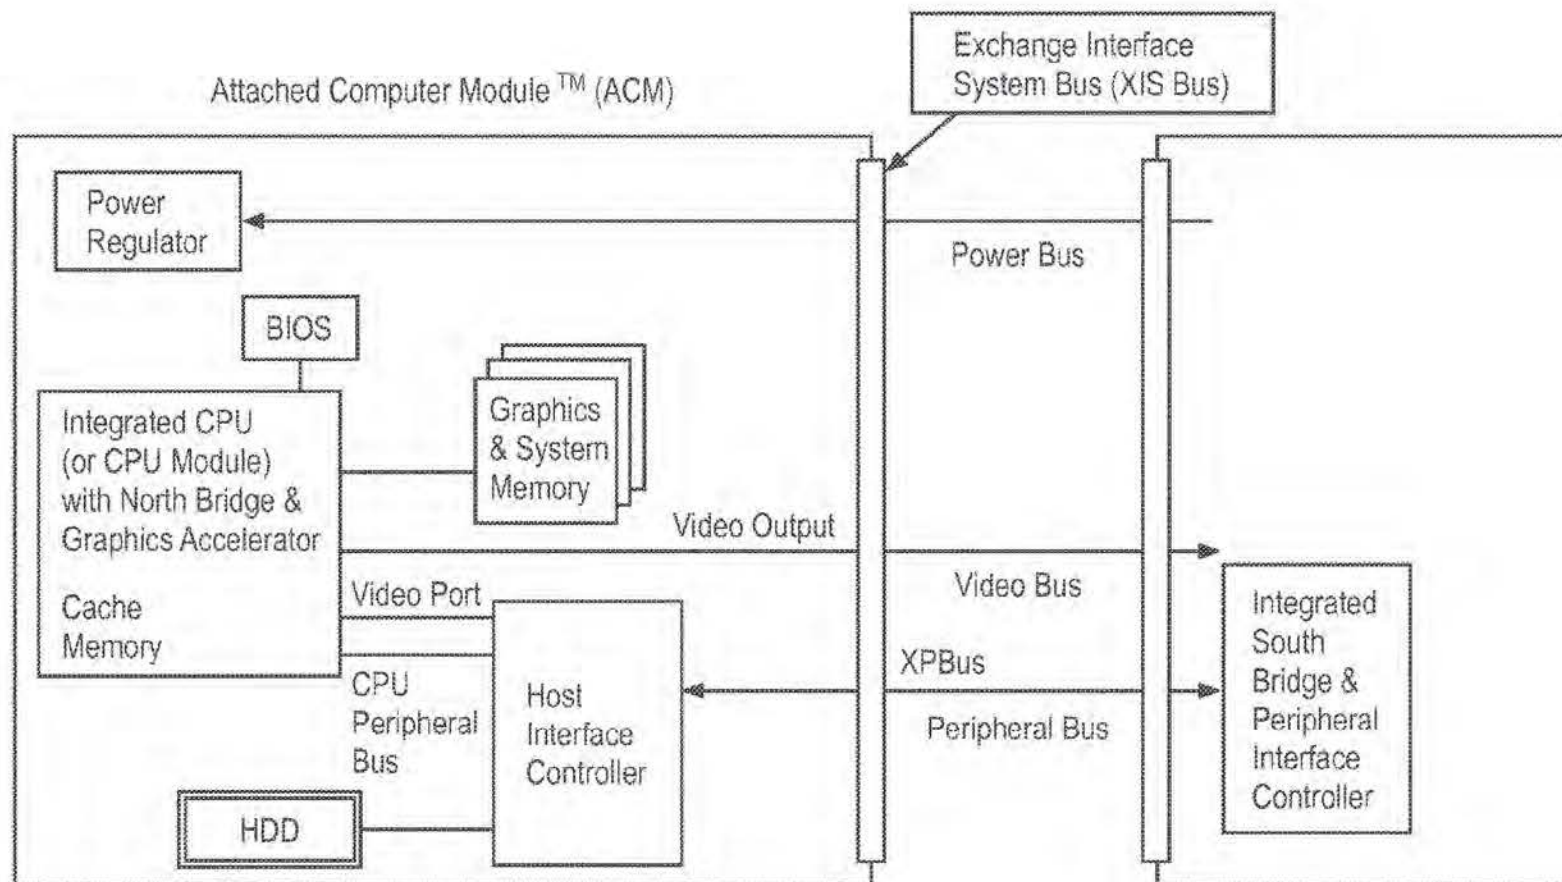 Exchange Interface
System Bus (XIS Bus)
Attached Computer Module™ (ACM)
Power
Regulator
Power Bus
BIOS
Integrated CPU
(or CPU Module)
with North Bridge &
Graphics Accelerator
Cache
Memory
Graphics
& System
Memory
Video Output
Video Bus
Video Port
CPU
Peripheral
Bus
Host
Interface
Controller
XPBus
Peripheral Bus
Integrated
South
Bridge &
Peripheral
Interface
Controller
HDD